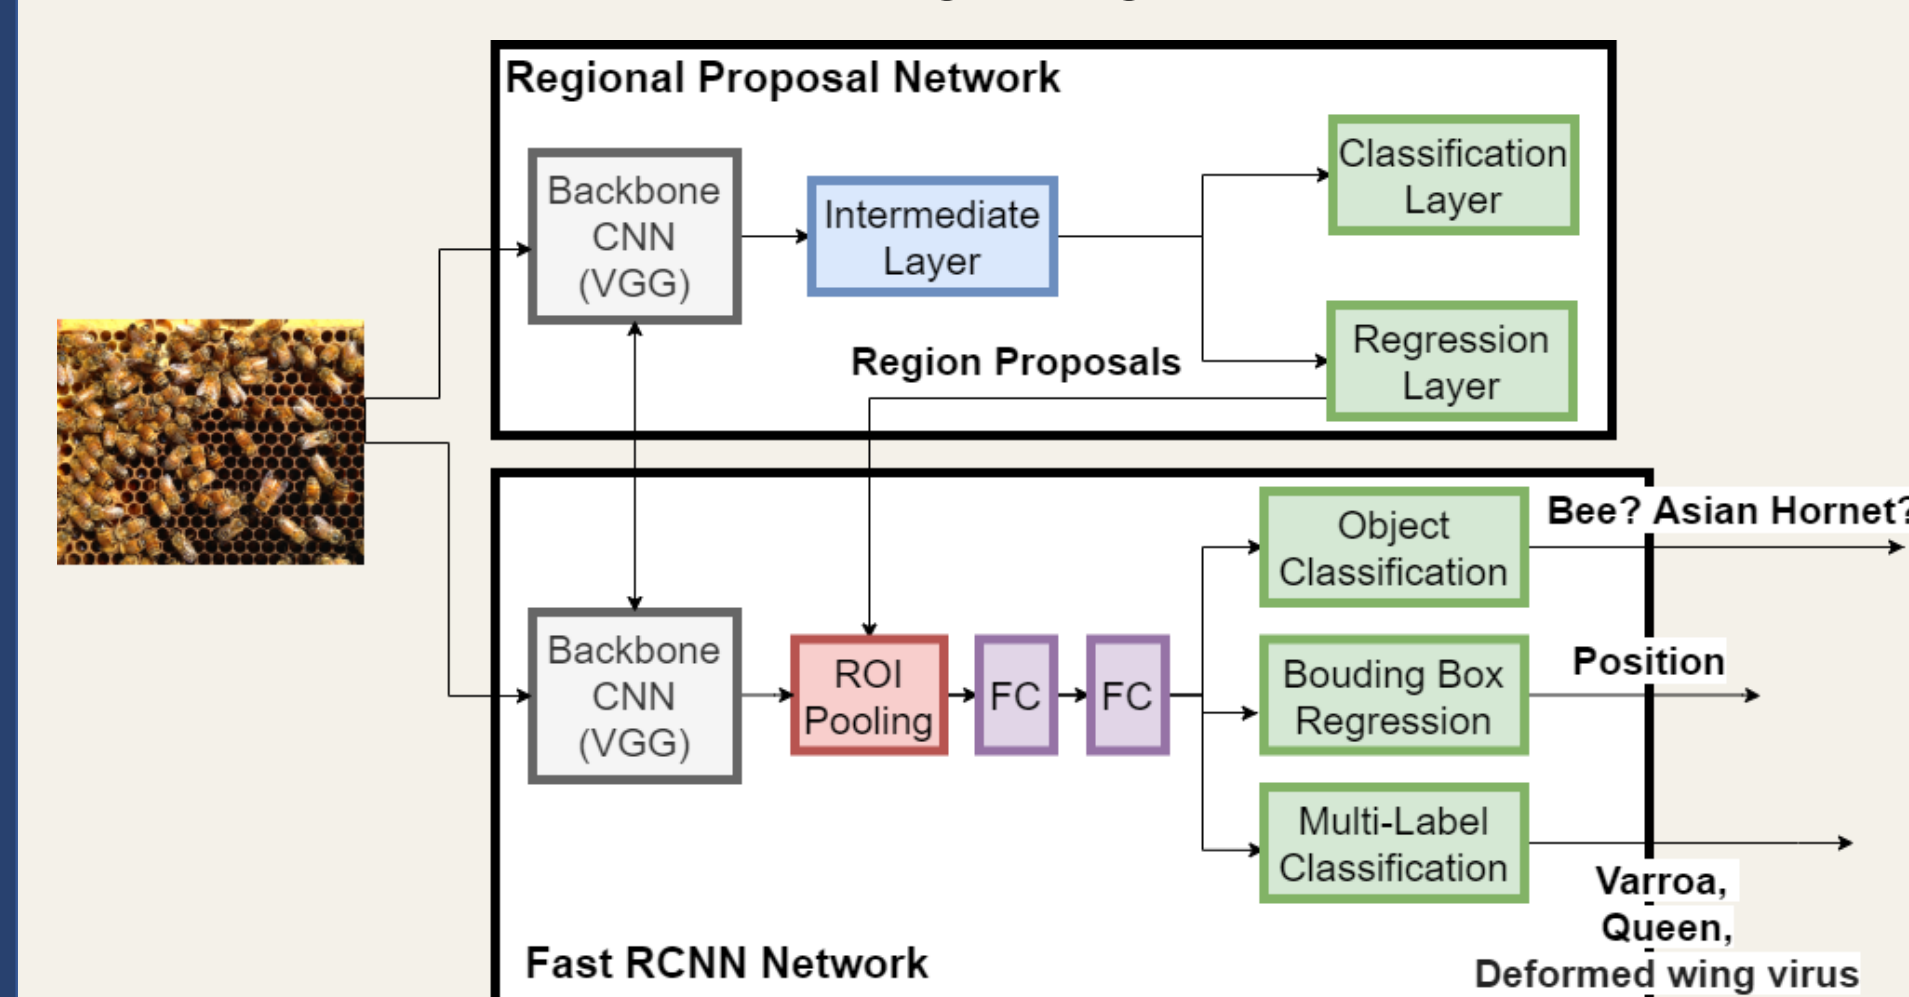 Regional Proposal Network
Backbone
CNN
(VGG)
Intermediate
Layer
Classification
Layer
Regression
Layer
Region Proposals
Backbone
CNN
(VGG)
ROI
Pooling
FC
FC
Object
Classification
Bee? Asian Hornet?
Bouding Box
Regression
Position
Multi-Label
Classification
Varroa,
Queen,
Deformed wing virus
Fast RCNN Network